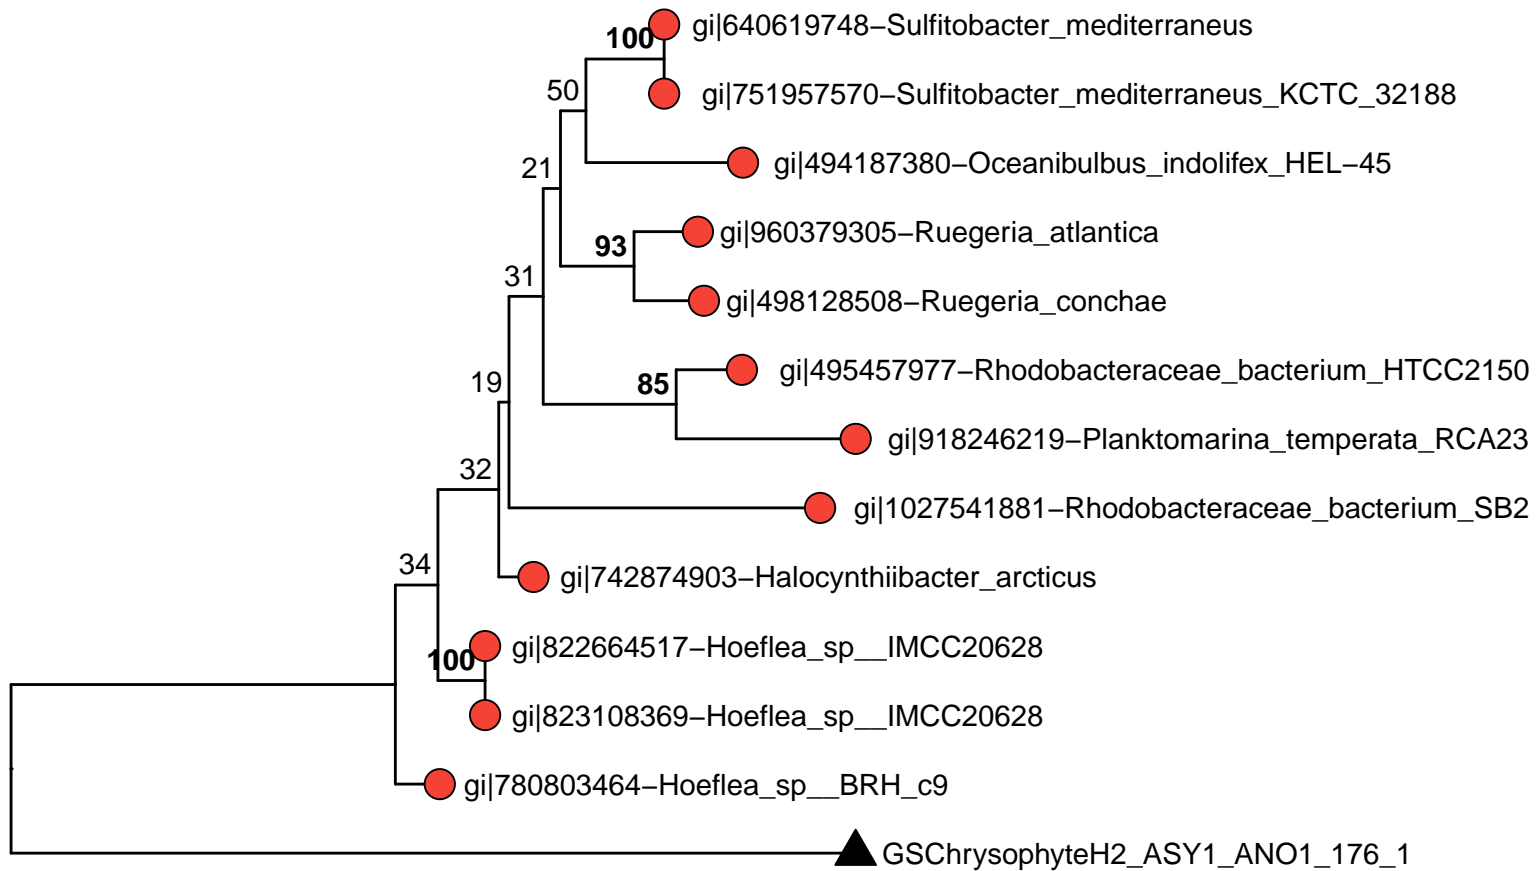 100
gi|640619748–Sulfitobacter_mediterraneus
gi|751957570–Sulfitobacter_mediterraneus_KCTC_32188
50
gi|494187380–Oceanibulbus_indolifex_HEL–45
21
gi|960379305–Ruegeria_atlantica
93
gi|498128508–Ruegeria_conchae
31
gi|495457977–Rhodobacteraceae_bacterium_HTCC2150
85
gi|918246219–Planktomarina_temperata_RCA23
19
gi|1027541881–Rhodobacteraceae_bacterium_SB2
32
gi|742874903–Halocynthiibacter_arcticus
34
gi|822664517–Hoeflea_sp__IMCC20628
100
gi|823108369–Hoeflea_sp__IMCC20628
gi|780803464–Hoeflea_sp__BRH_c9
GSChrysophyteH2_ASY1_ANO1_176_1